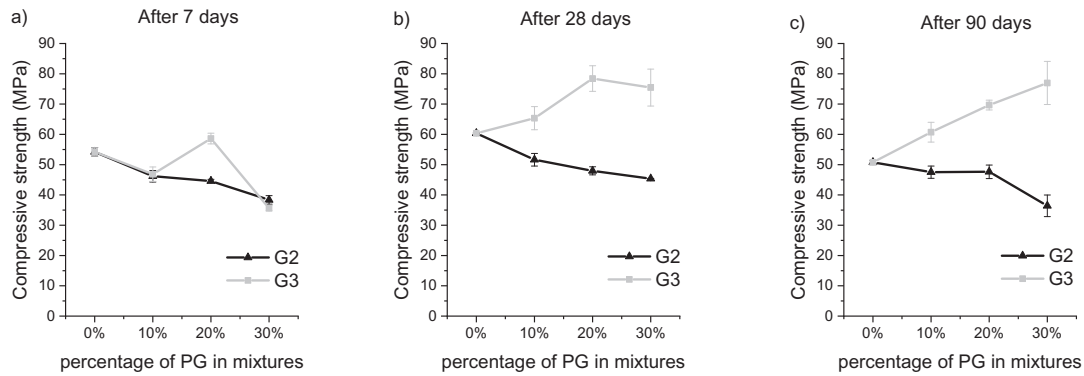 a)
After 7 days
Compressive strength (MPa)
90
80
70
60
50
40
30
20
10
0
0% 10% 20% 30%
percentage of PG in mixtures
G2
G3
b)
After 28 days
Compressive strength (MPa)
90
80
70
60
50
40
30
20
10
0
0% 10% 20% 30%
percentage of PG in mixtures
G2
G3
c)
After 90 days
Compressive strength (MPa)
90
80
70
60
50
40
30
20
10
0
0% 10% 20% 30%
percentage of PG in mixtures
G2
G3